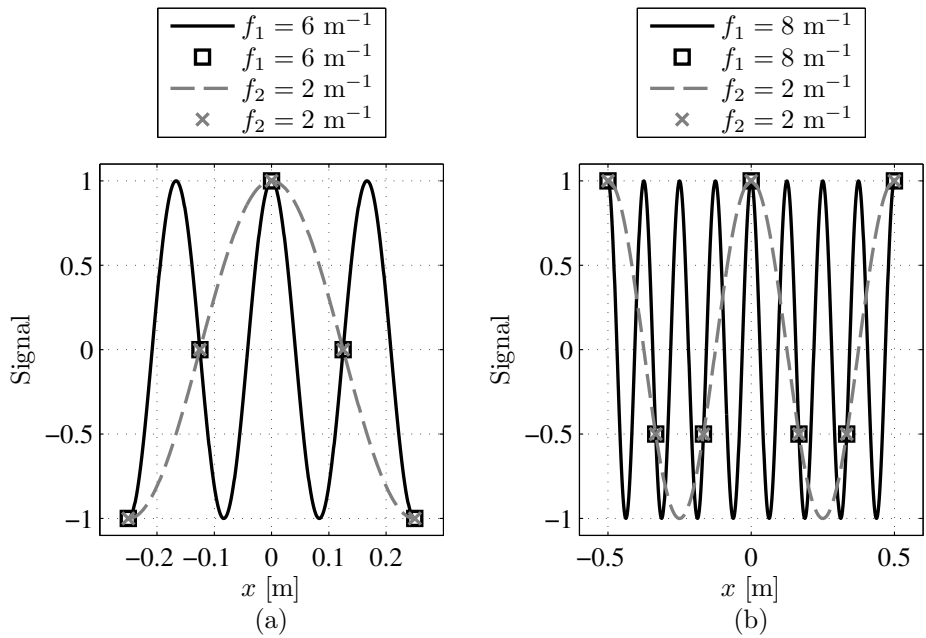 f₁ = 6 m⁻¹
f₁ = 6 m⁻¹
f₂ = 2 m⁻¹
f₂ = 2 m⁻¹
Signal
1
0.5
0
−0.5
−1
−0.2 −0.1 0 0.1 0.2
x [m]
(a)
f₁ = 8 m⁻¹
f₁ = 8 m⁻¹
f₂ = 2 m⁻¹
f₂ = 2 m⁻¹
Signal
1
0.5
0
−0.5
−1
−0.5 0 0.5
x [m]
(b)